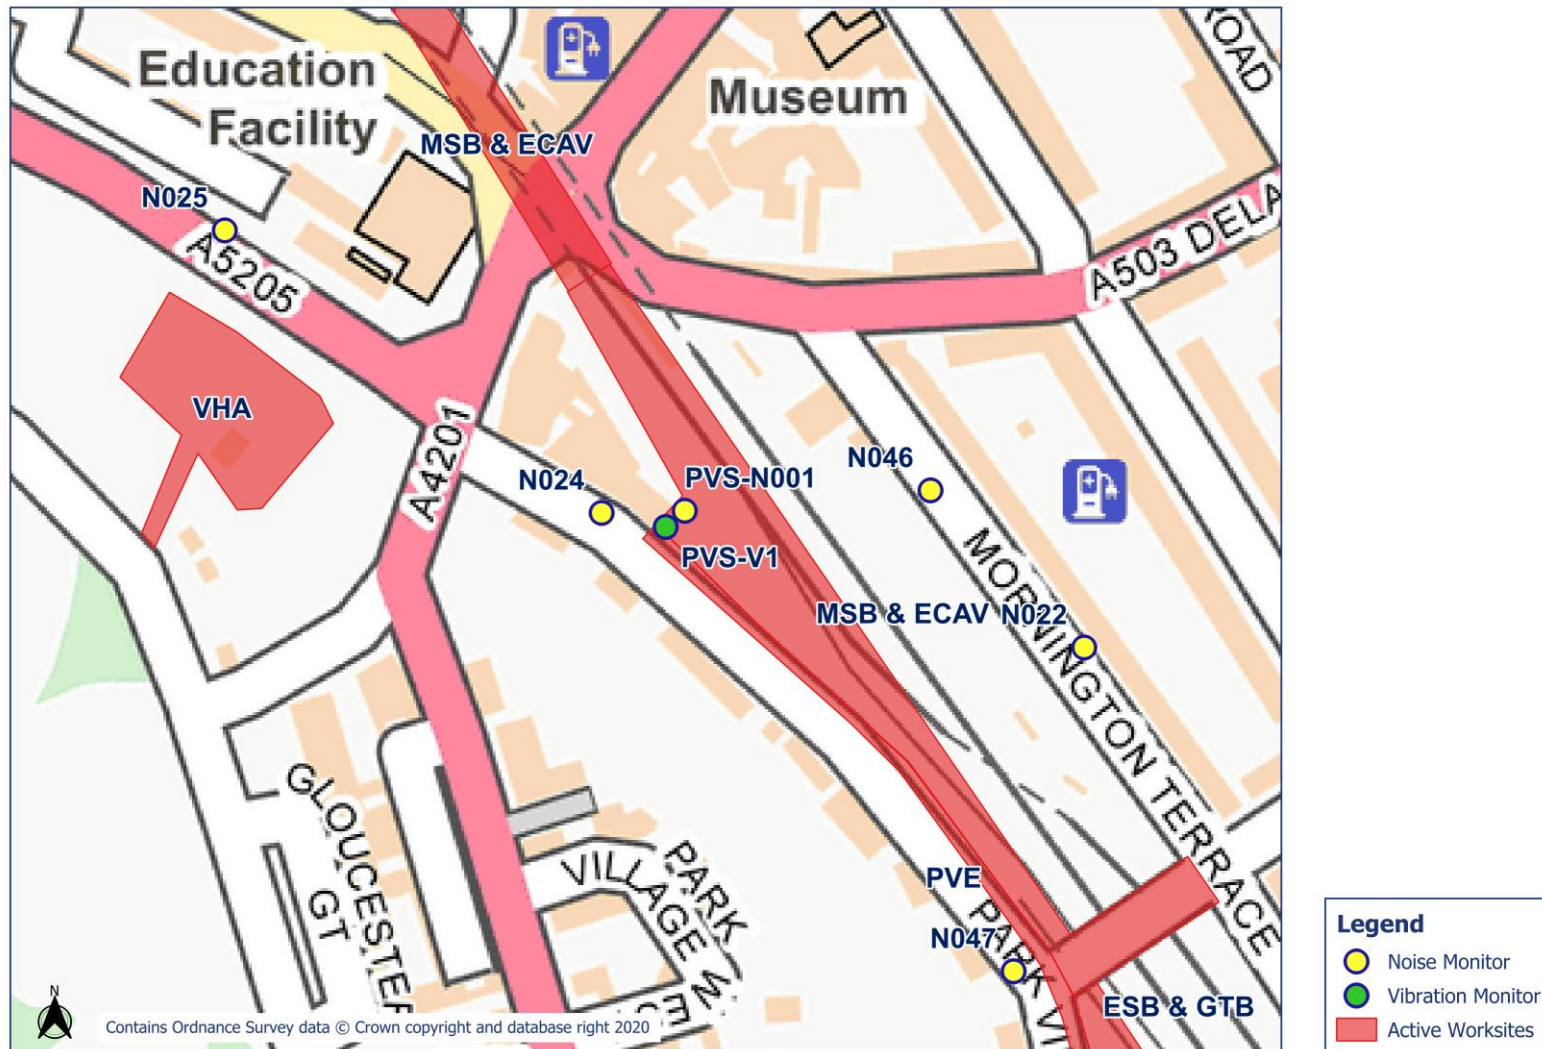 Education
Facility
Museum
ROAD
MSB & ECAV
N025
A5205
A503 DELA
VHA
A4201
N024
PVS-N001
N046
PVS-V1
MSB & ECAV
N022
MORNINGTON TERRACE
GLOUCESTER
GT
PARK
VILLAGE
PVE
N047
PARK VI
ESB & GTB
N
Contains Ordnance Survey data © Crown copyright and database right 2020
Legend
Noise Monitor
Vibration Monitor
Active Worksites